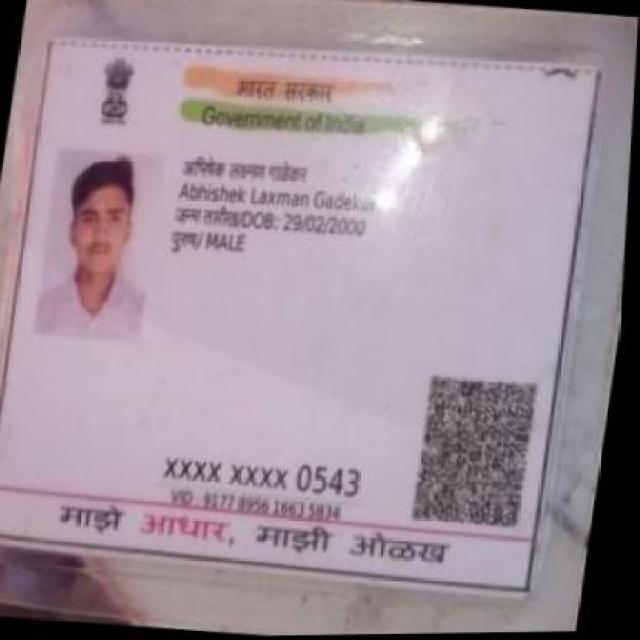 भारत सरकार
Government of India
अभिषेक लक्ष्मण गाडेकर
Abhishek Laxman Gadekar
जन्म तारीख/DOB: 29/02/2000
पुरुष/ MALE
XXXX XXXX 0543
VID : 9177 8956 1663 5834
माझे आधार, माझी ओळख